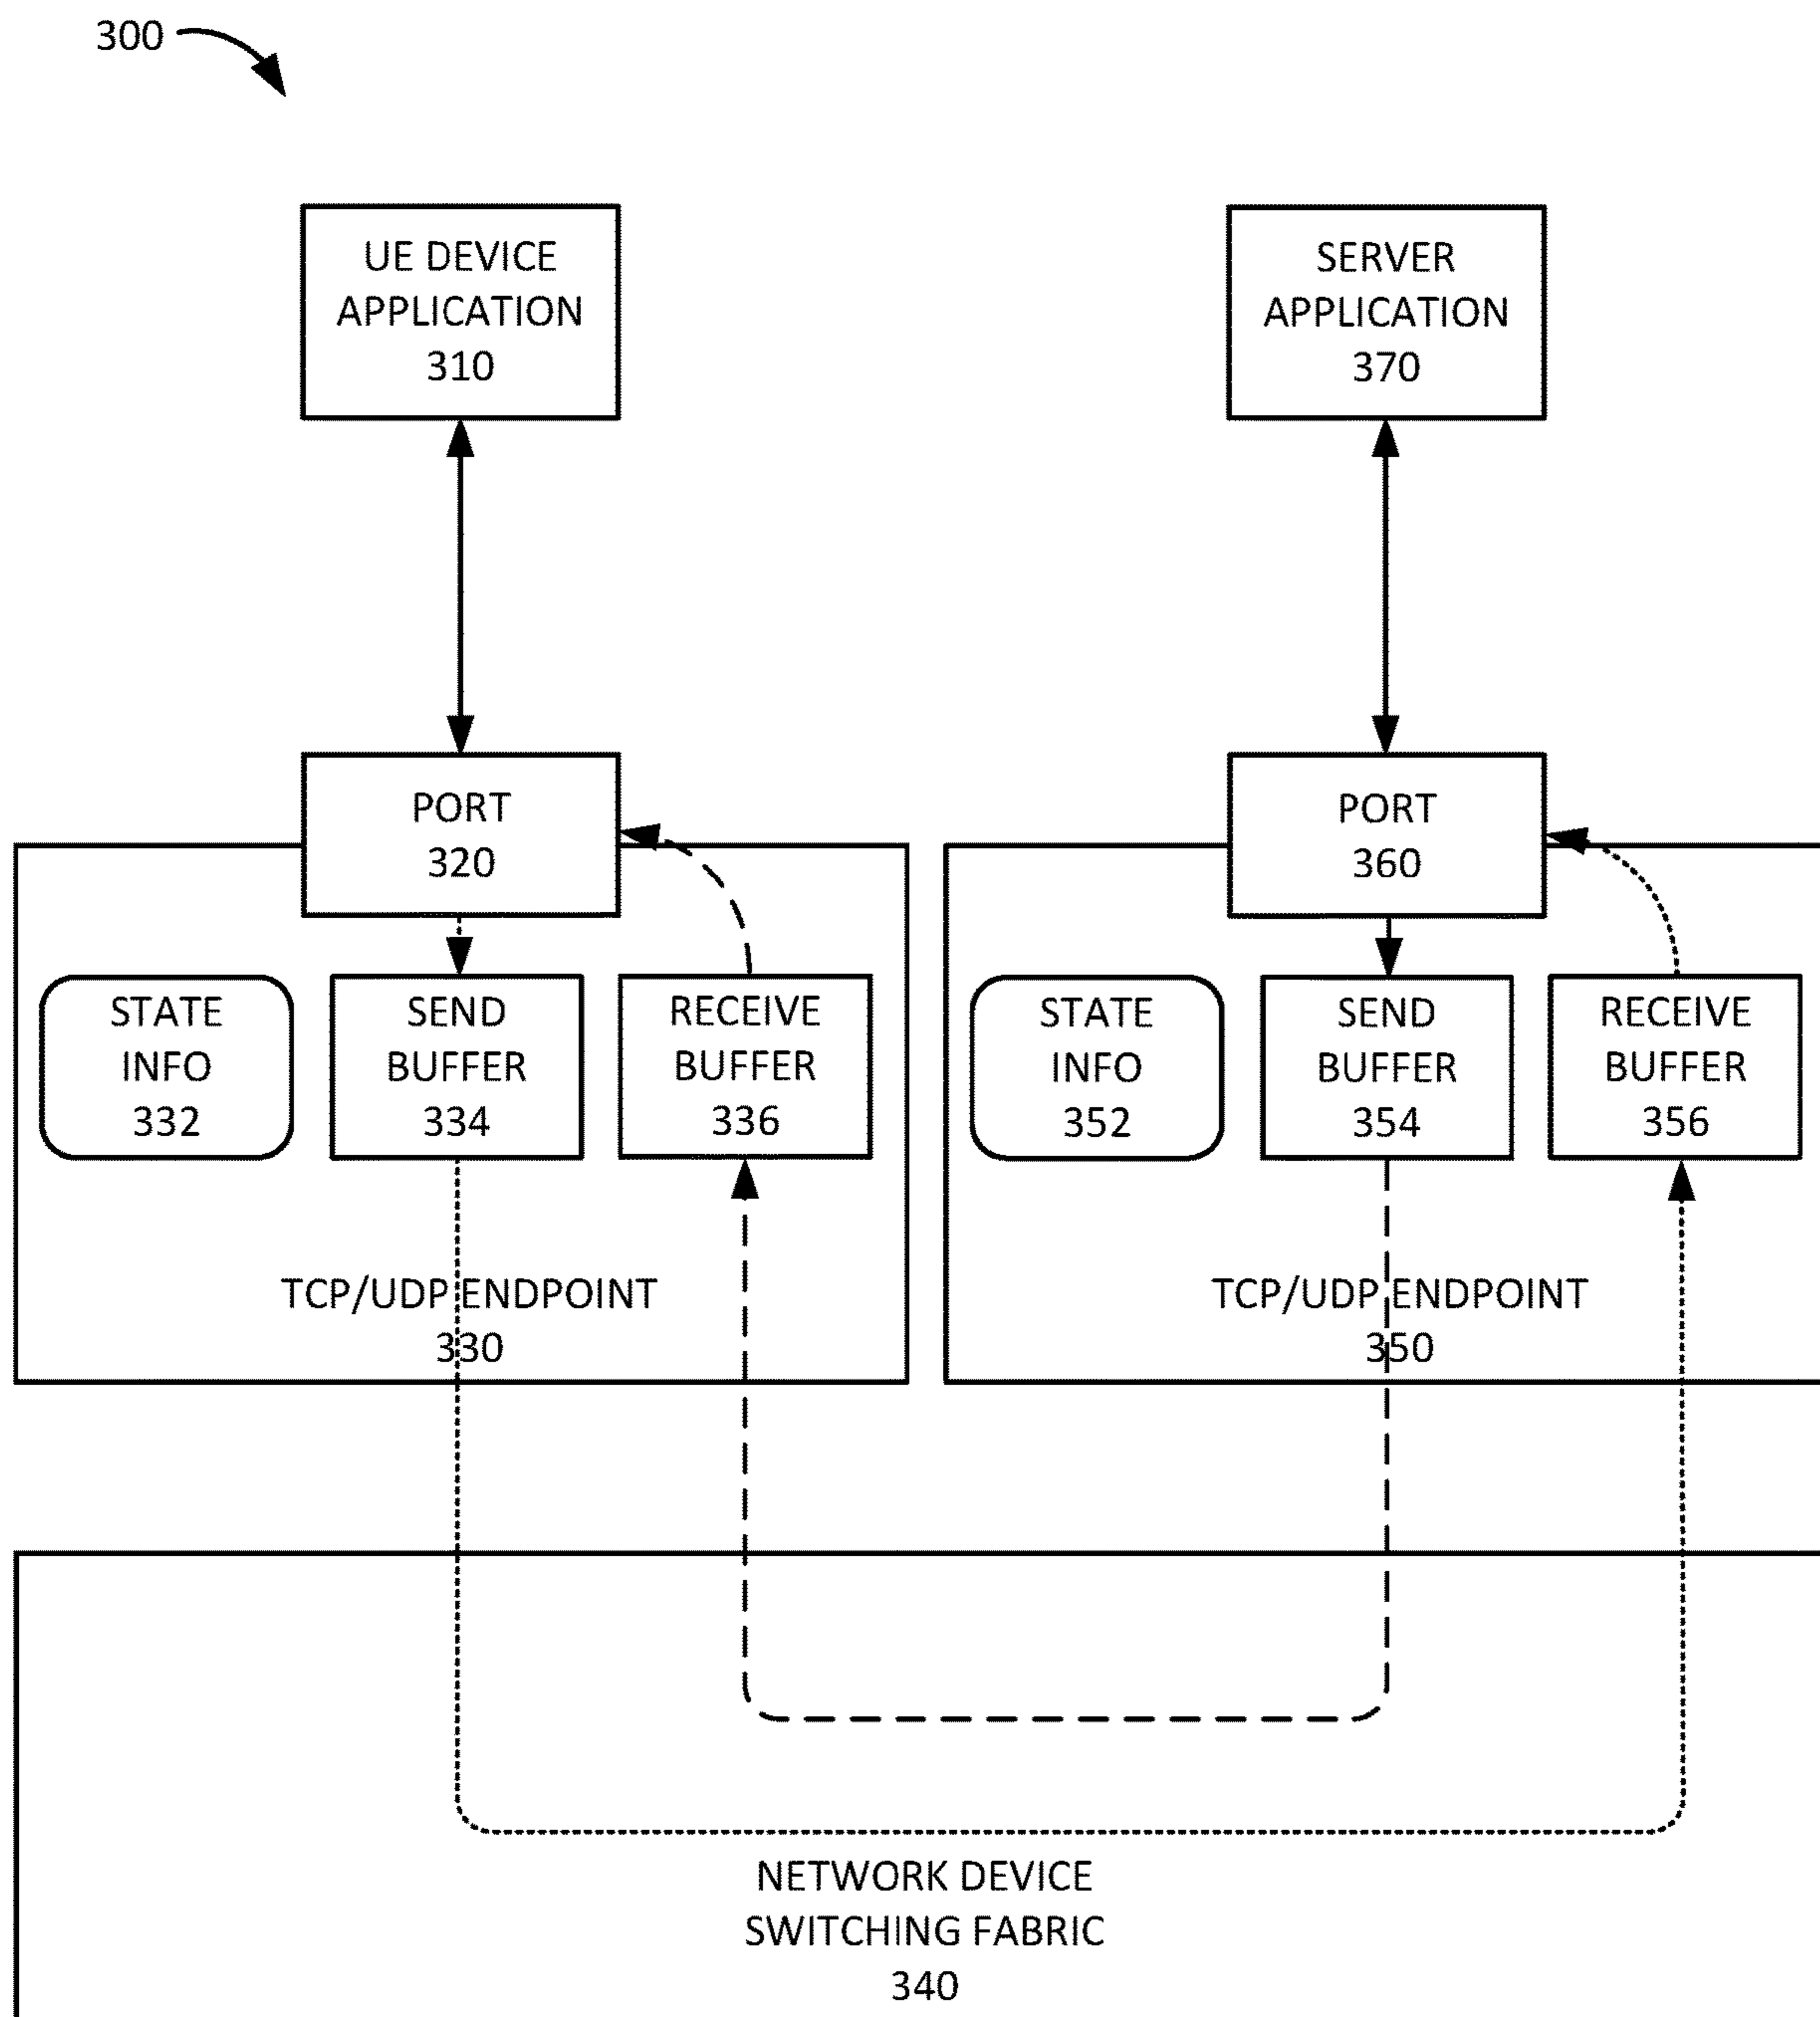 300
UE DEVICE
APPLICATION
310
SERVER
APPLICATION
370
PORT
320
PORT
360
STATE
INFO
332
SEND
BUFFER
334
RECEIVE
BUFFER
336
STATE
INFO
352
SEND
BUFFER
354
RECEIVE
BUFFER
356
TCP/UDP ENDPOINT
330
TCP/UDP ENDPOINT
350
NETWORK DEVICE
SWITCHING FABRIC
340